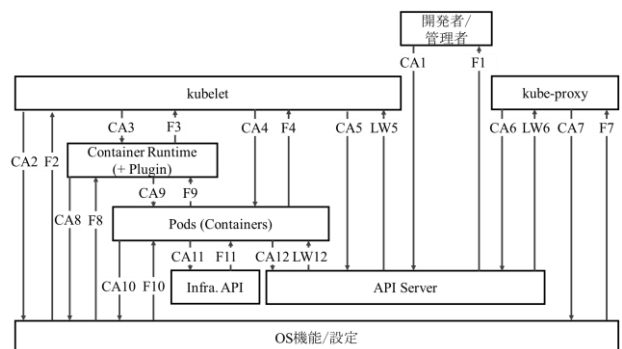 開発者/
管理者
CA1
F1
kubelet
kube-proxy
CA3
F3
CA4
F4
CA5
LW5
CA6
LW6
CA7
F7
CA2
F2
Container Runtime
(+ Plugin)
CA9
F9
CA8
F8
Pods (Containers)
CA11
F11
CA12
LW12
CA10
F10
Infra. API
API Server
OS機能/設定